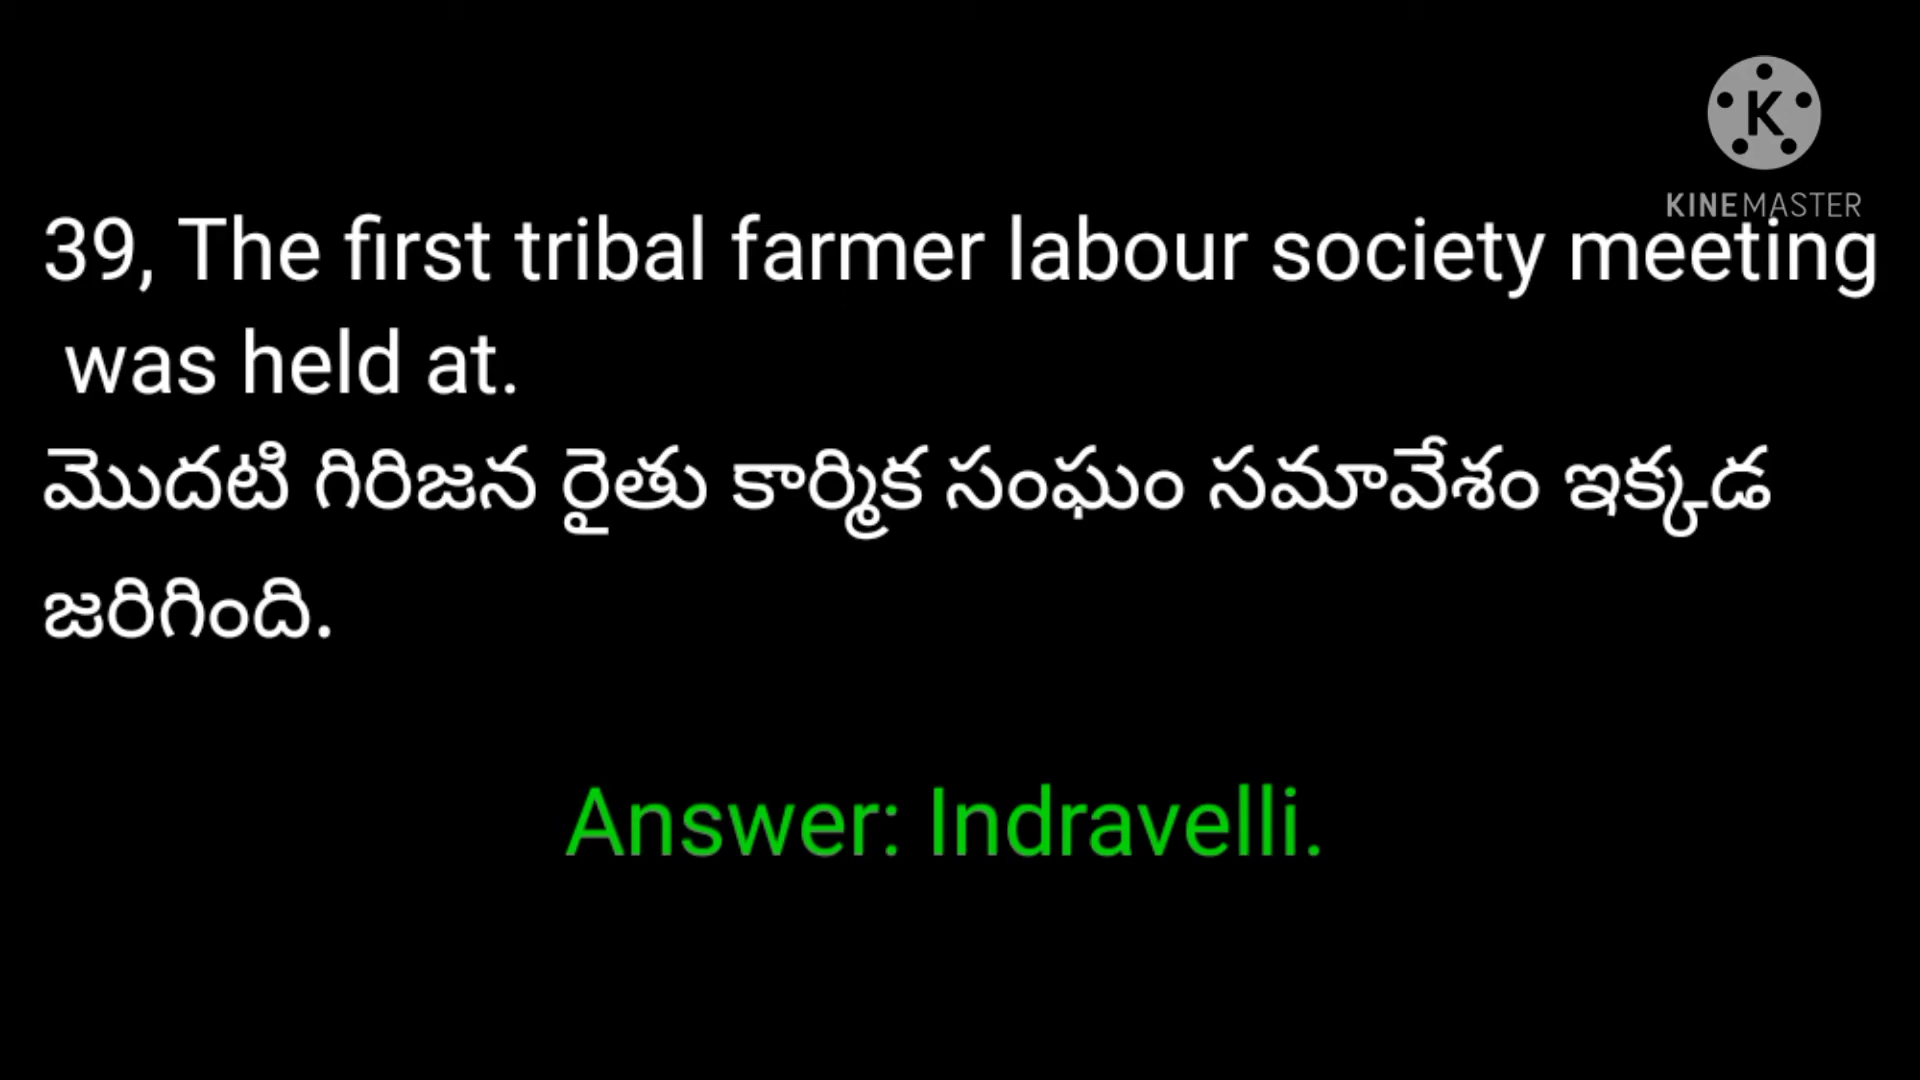 K
KINEMASTER
39, The first tribal farmer labour society meeting
was held at.
మొదటి గిరిజన రైతు కార్మిక సంఘం సమావేశం ఇక్కడ
జరిగింది.
Answer: Indravelli.